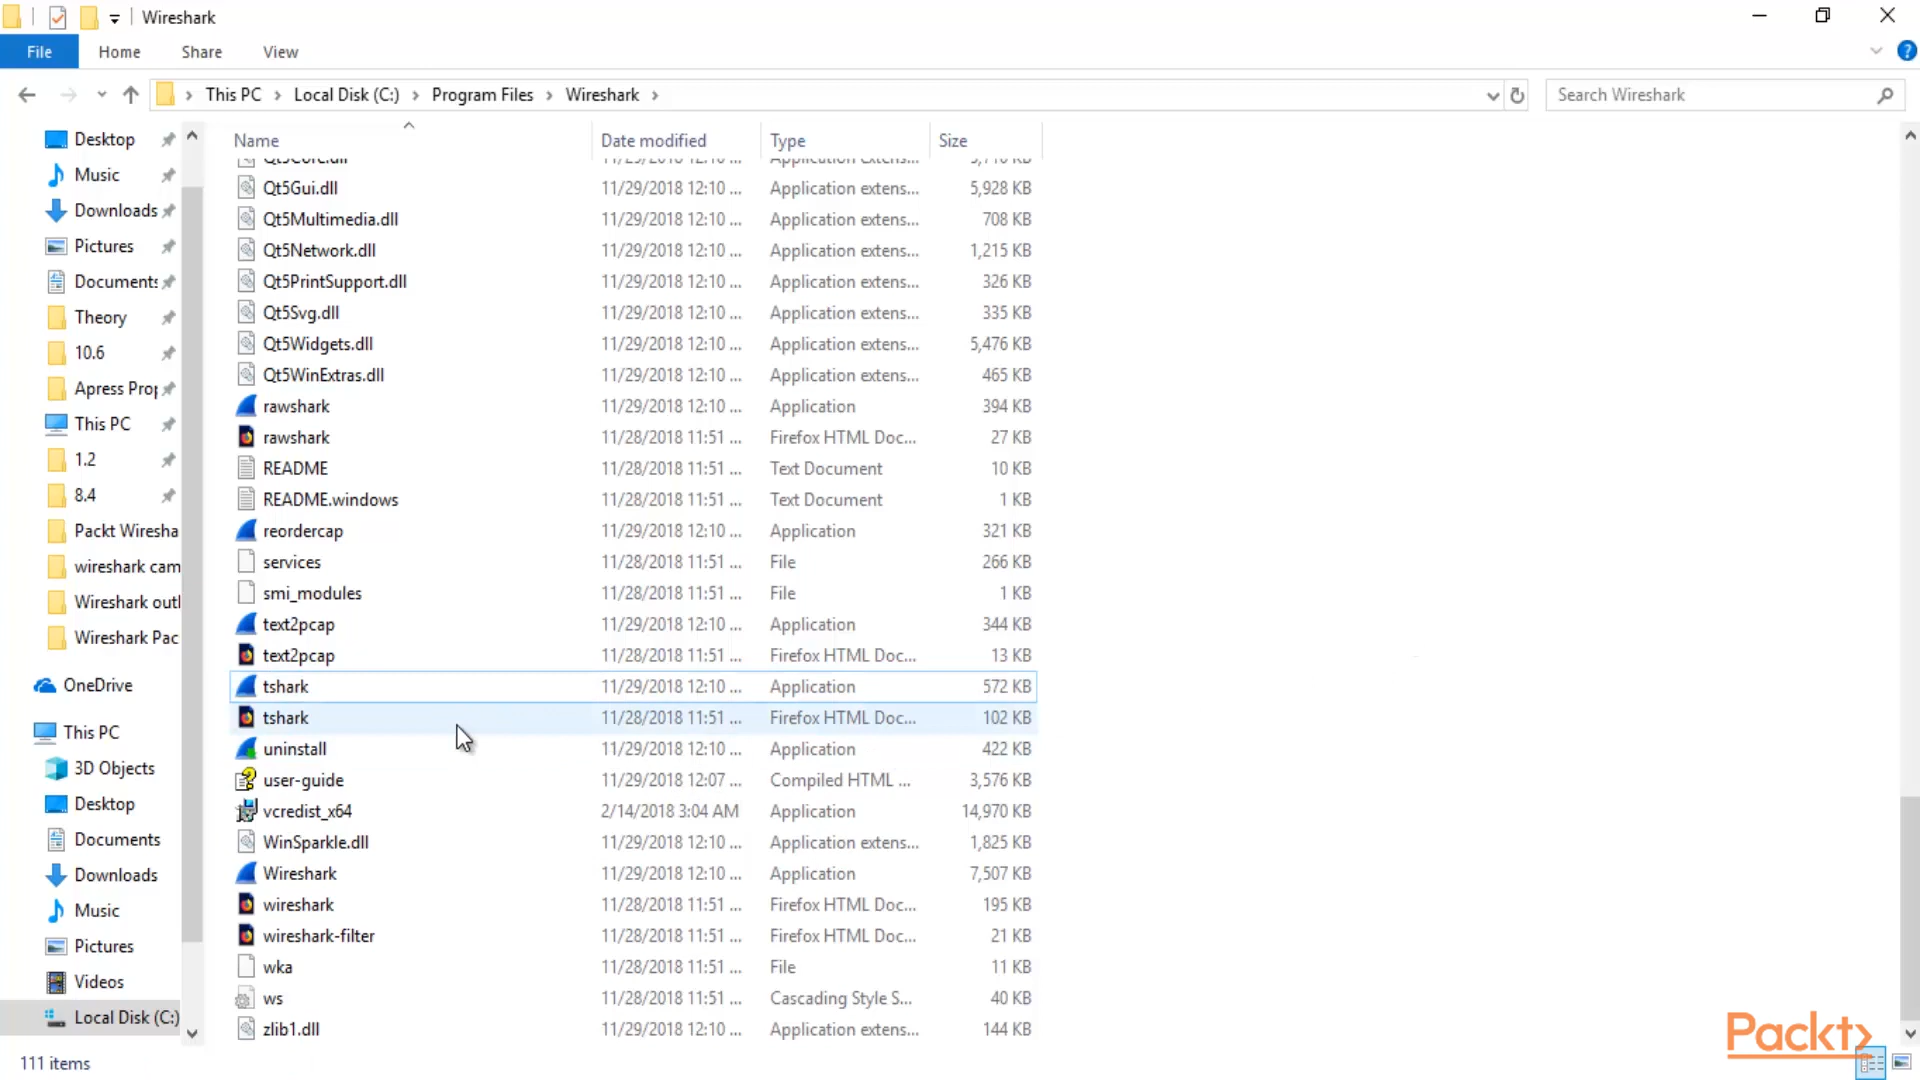 Wireshark
File Home Share View
This PC Local Disk (C:) Program Files Wireshark Search Wireshark
Desktop
Music
Downloads
Pictures
Documents
Theory
10.6
Apress Prop
This PC
1.2
8.4
Packt Wiresha
wireshark cam
Wireshark outl
Wireshark Pac
OneDrive
This PC
3D Objects
Desktop
Documents
Downloads
Music
Pictures
Videos
Local Disk (C:)
Name Date modified Type Size
Qt5Gui.dll 11/29/2018 12:10 ... Application extens... 5,928 KB
Qt5Multimedia.dll 11/29/2018 12:10 ... Application extens... 708 KB
Qt5Network.dll 11/29/2018 12:10 ... Application extens... 1,215 KB
Qt5PrintSupport.dll 11/29/2018 12:10 ... Application extens... 326 KB
Qt5Svg.dll 11/29/2018 12:10 ... Application extens... 335 KB
Qt5Widgets.dll 11/29/2018 12:10 ... Application extens... 5,476 KB
Qt5WinExtras.dll 11/29/2018 12:10 ... Application extens... 465 KB
rawshark 11/29/2018 12:10 ... Application 394 KB
rawshark 11/28/2018 11:51 ... Firefox HTML Doc... 27 KB
README 11/28/2018 11:51 ... Text Document 10 KB
README.windows 11/28/2018 11:51 ... Text Document 1 KB
reordercap 11/29/2018 12:10 ... Application 321 KB
services 11/28/2018 11:51 ... File 266 KB
smi_modules 11/28/2018 11:51 ... File 1 KB
text2pcap 11/29/2018 12:10 ... Application 344 KB
text2pcap 11/28/2018 11:51 ... Firefox HTML Doc... 13 KB
tshark 11/29/2018 12:10 ... Application 572 KB
tshark 11/28/2018 11:51 ... Firefox HTML Doc... 102 KB
uninstall 11/29/2018 12:10 ... Application 422 KB
user-guide 11/29/2018 12:07 ... Compiled HTML ... 3,576 KB
vcredist_x64 2/14/2018 3:04 AM Application 14,970 KB
WinSparkle.dll 11/29/2018 12:10 ... Application extens... 1,825 KB
Wireshark 11/29/2018 12:10 ... Application 7,507 KB
wireshark 11/28/2018 11:51 ... Firefox HTML Doc... 195 KB
wireshark-filter 11/28/2018 11:51 ... Firefox HTML Doc... 21 KB
wka 11/28/2018 11:51 ... File 11 KB
ws 11/28/2018 11:51 ... Cascading Style S... 40 KB
zlib1.dll 11/29/2018 12:10 ... Application extens... 144 KB
111 items
Packt